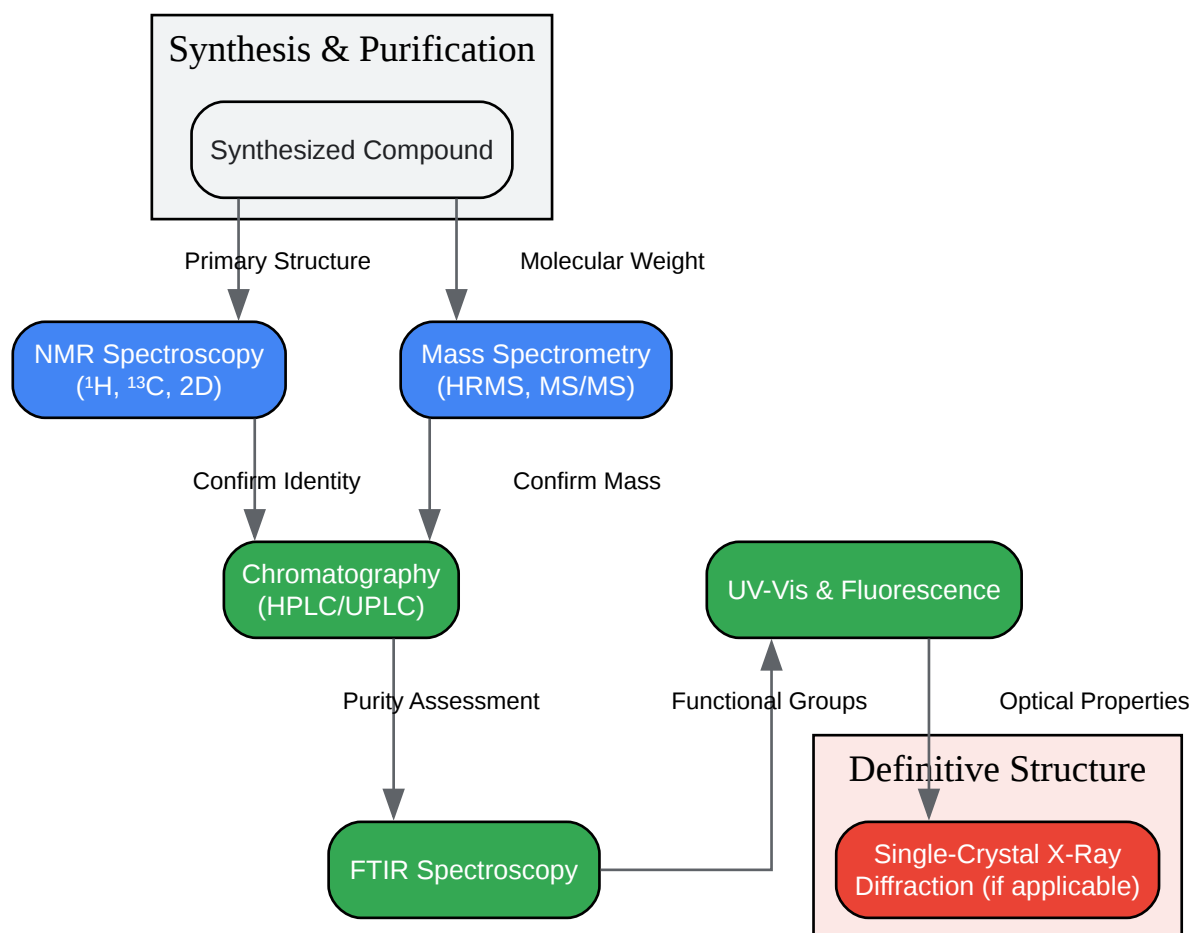 Synthesis & Purification
Synthesized Compound
Primary Structure
Molecular Weight
NMR Spectroscopy
(¹H, ¹³C, 2D)
Mass Spectrometry
(HRMS, MS/MS)
Confirm Identity
Confirm Mass
Chromatography
(HPLC/UPLC)
UV-Vis & Fluorescence
Purity Assessment
Functional Groups
Optical Properties
Definitive Structure
FTIR Spectroscopy
Single-Crystal X-Ray
Diffraction (if applicable)